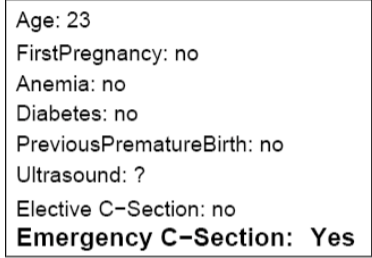 Age: 23
FirstPregnancy: no
Anemia: no
Diabetes: no
PreviousPrematureBirth: no
Ultrasound: ?
Elective C−Section: no
Emergency C−Section: Yes